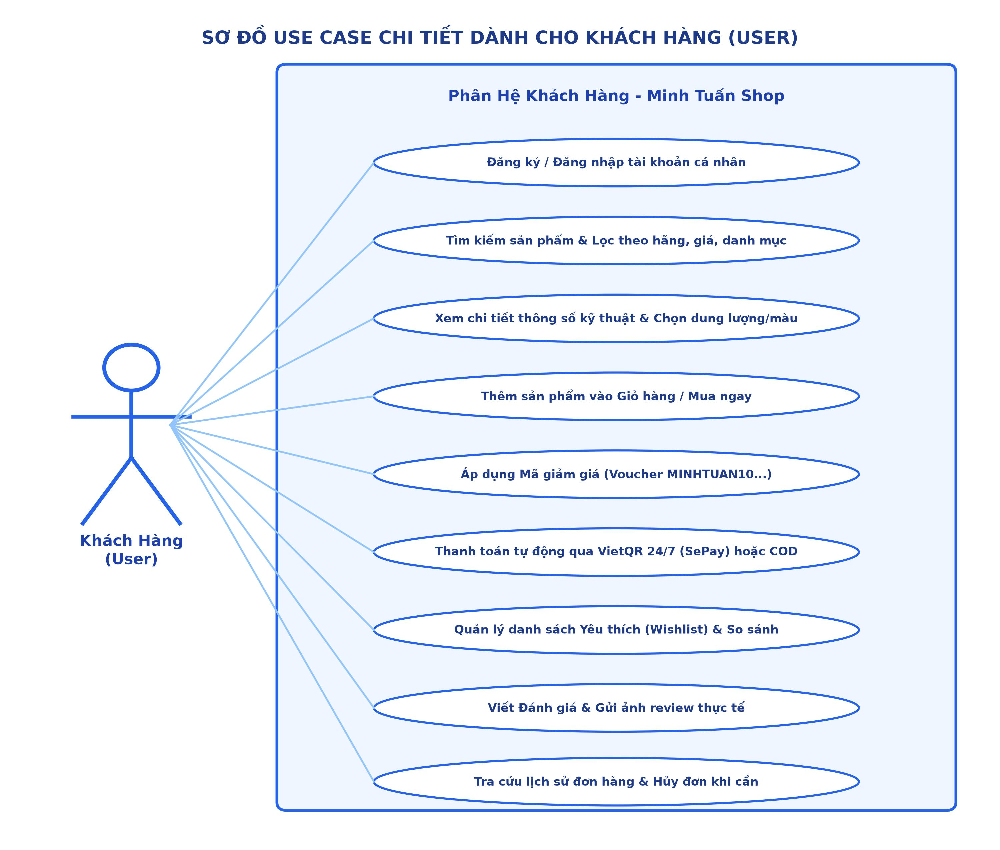 SƠ ĐỒ USE CASE CHI TIẾT DÀNH CHO KHÁCH HÀNG (USER)
Phân Hệ Khách Hàng - Minh Tuấn Shop
Đăng ký / Đăng nhập tài khoản cá nhân
Tìm kiếm sản phẩm & Lọc theo hãng, giá, danh mục
Xem chi tiết thông số kỹ thuật & Chọn dung lượng/màu
Thêm sản phẩm vào Giỏ hàng / Mua ngay
Áp dụng Mã giảm giá (Voucher MINHTUAN10...)
Thanh toán tự động qua VietQR 24/7 (SePay) hoặc COD
Quản lý danh sách Yêu thích (Wishlist) & So sánh
Viết Đánh giá & Gửi ảnh review thực tế
Tra cứu lịch sử đơn hàng & Hủy đơn khi cần
Khách Hàng
(User)